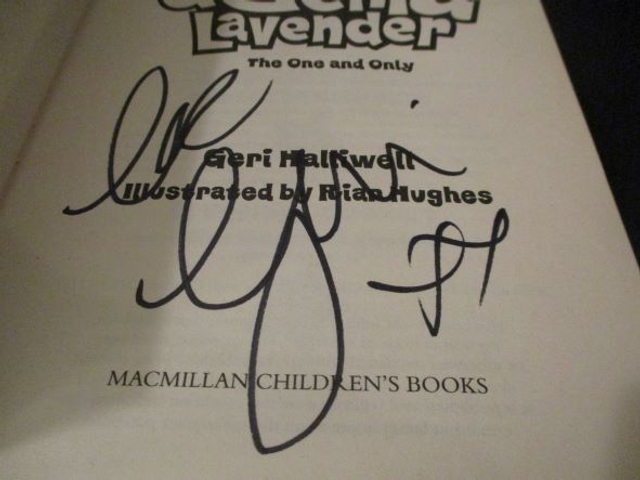 Lavender
The One and Only
Geri Halliwell
Illustrated by Rian Hughes
MACMILLAN CHILDREN'S BOOKS